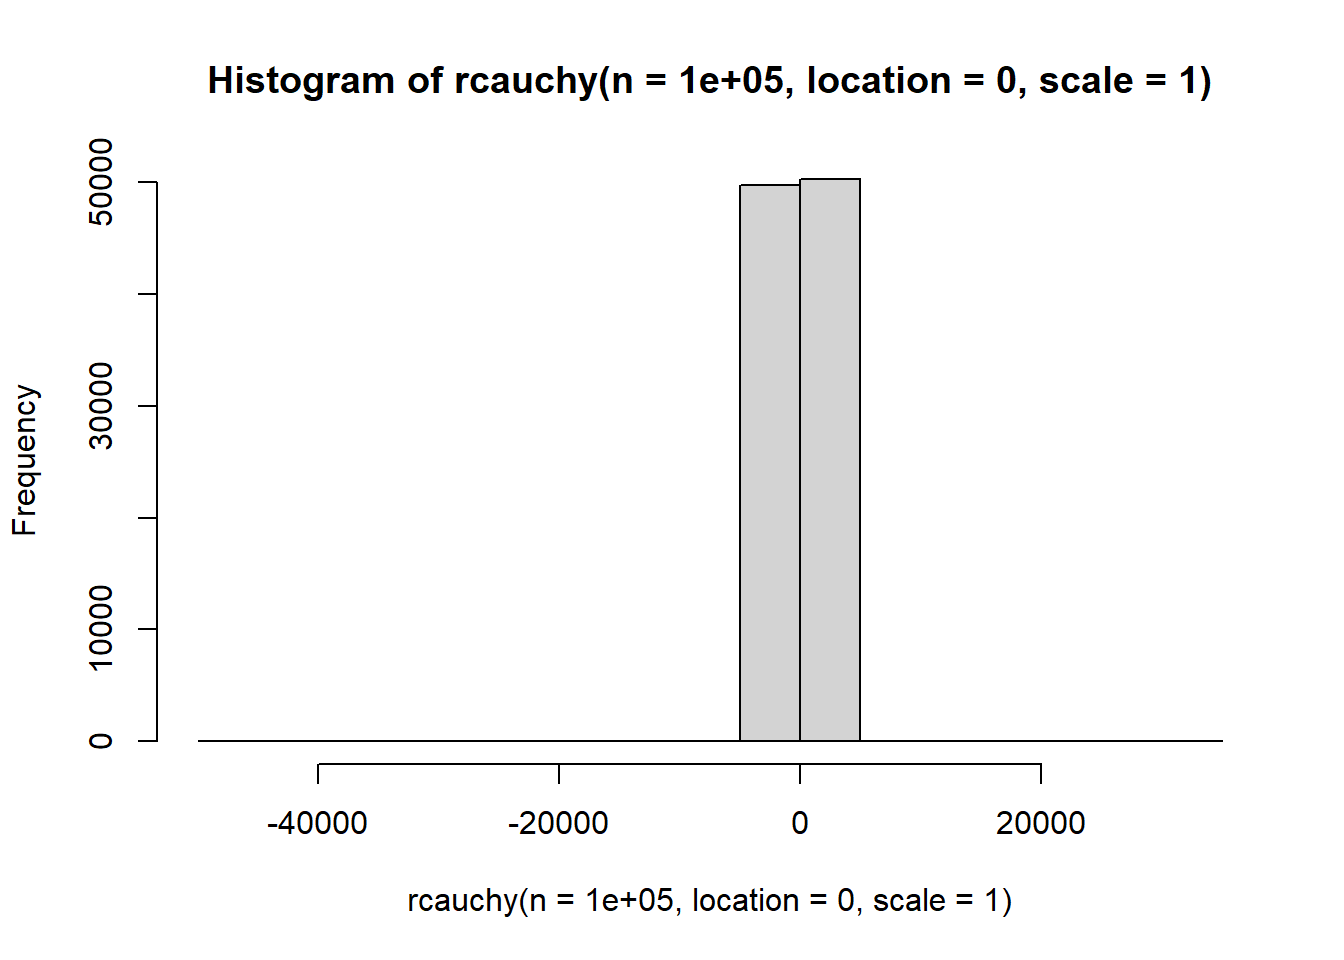 Histogram of rcauchy(n = 1e+05, location = 0, scale = 1)
Frequency
50000
30000
10000
0
-40000 -20000 0 20000
rcauchy(n = 1e+05, location = 0, scale = 1)